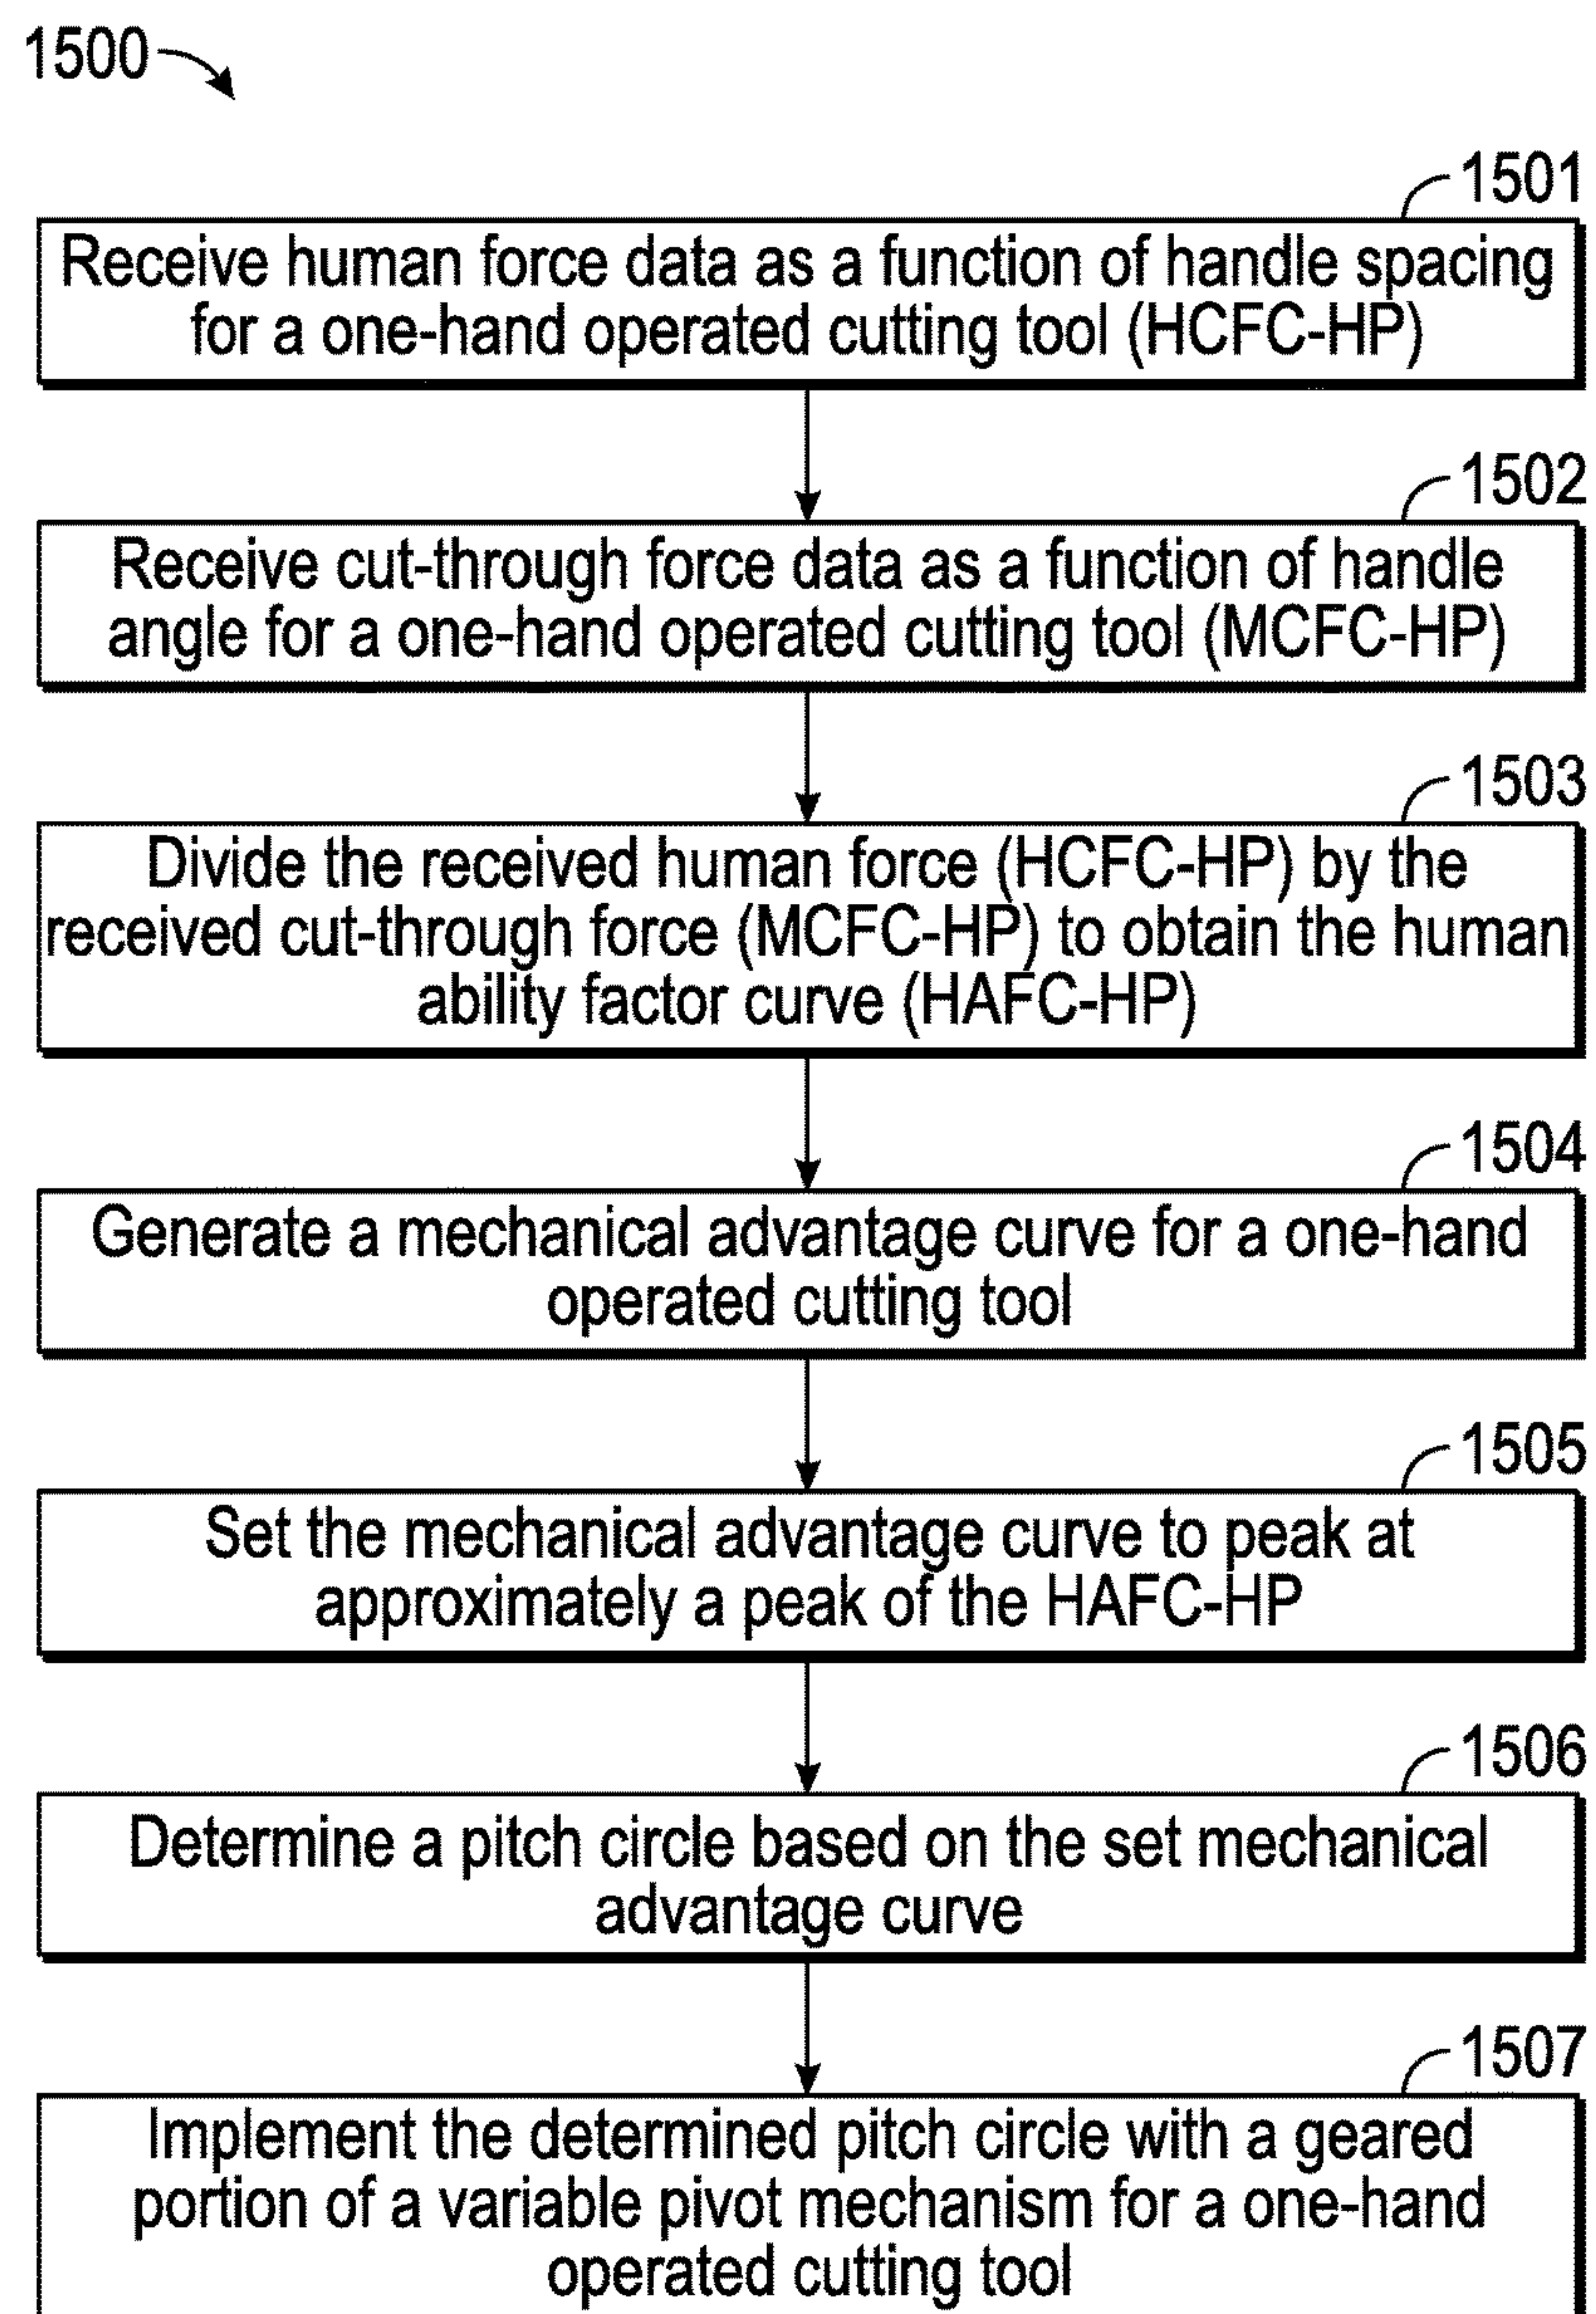 1500
1501
Receive human force data as a function of handle spacing
for a one-hand operated cutting tool (HCFC-HP)
1502
Receive cut-through force data as a function of handle
angle for a one-hand operated cutting tool (MCFC-HP)
1503
Divide the received human force (HCFC-HP) by the
received cut-through force (MCFC-HP) to obtain the human
ability factor curve (HAFC-HP)
1504
Generate a mechanical advantage curve for a one-hand
operated cutting tool
1505
Set the mechanical advantage curve to peak at
approximately a peak of the HAFC-HP
1506
Determine a pitch circle based on the set mechanical
advantage curve
1507
Implement the determined pitch circle with a geared
portion of a variable pivot mechanism for a one-hand
operated cutting tool